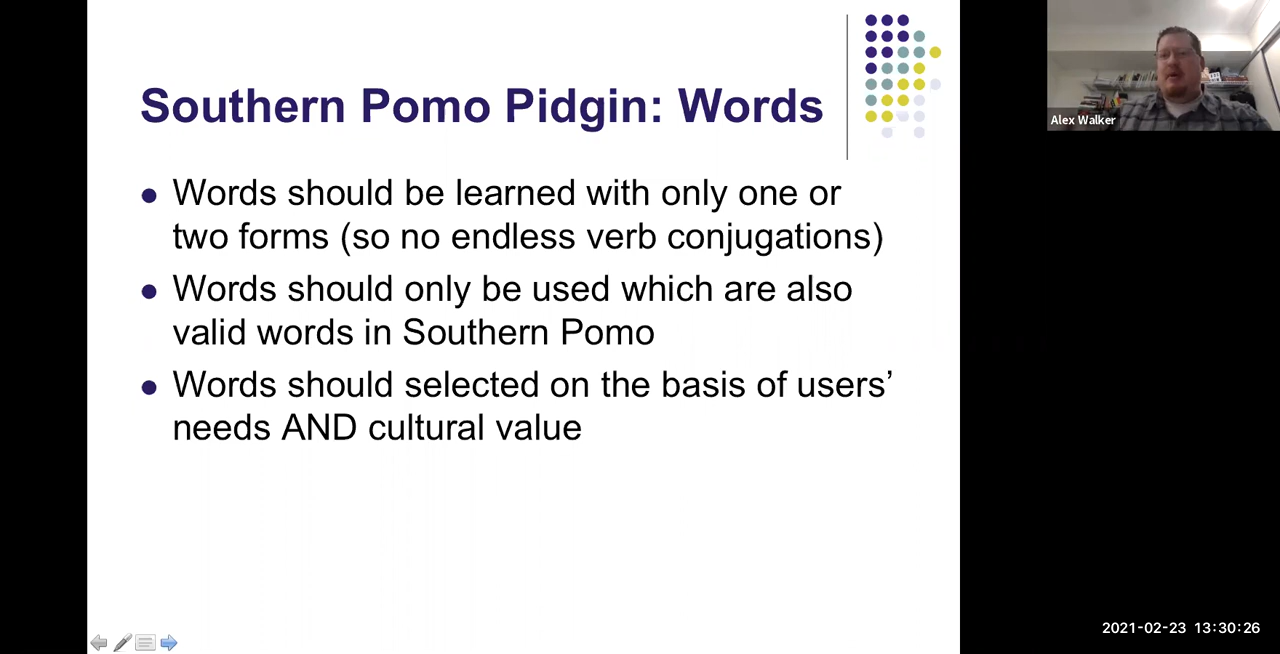 Southern Pomo Pidgin: Words
Words should be learned with only one or
two forms (so no endless verb conjugations)
Words should only be used which are also
valid words in Southern Pomo
Words should selected on the basis of users’
needs AND cultural value
Alex Walker
2021-02-23 13:30:26